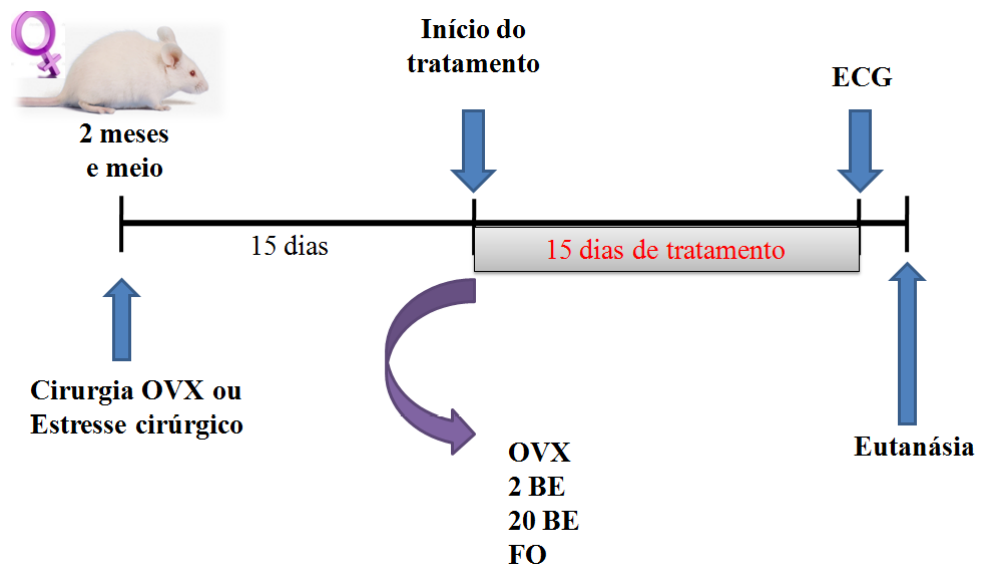 Início do
tratamento
ECG
2 meses
e meio
15 dias
15 dias de tratamento
Cirurgia OVX ou
Estresse cirúrgico
OVX
2 BE
20 BE
FO
Eutanásia